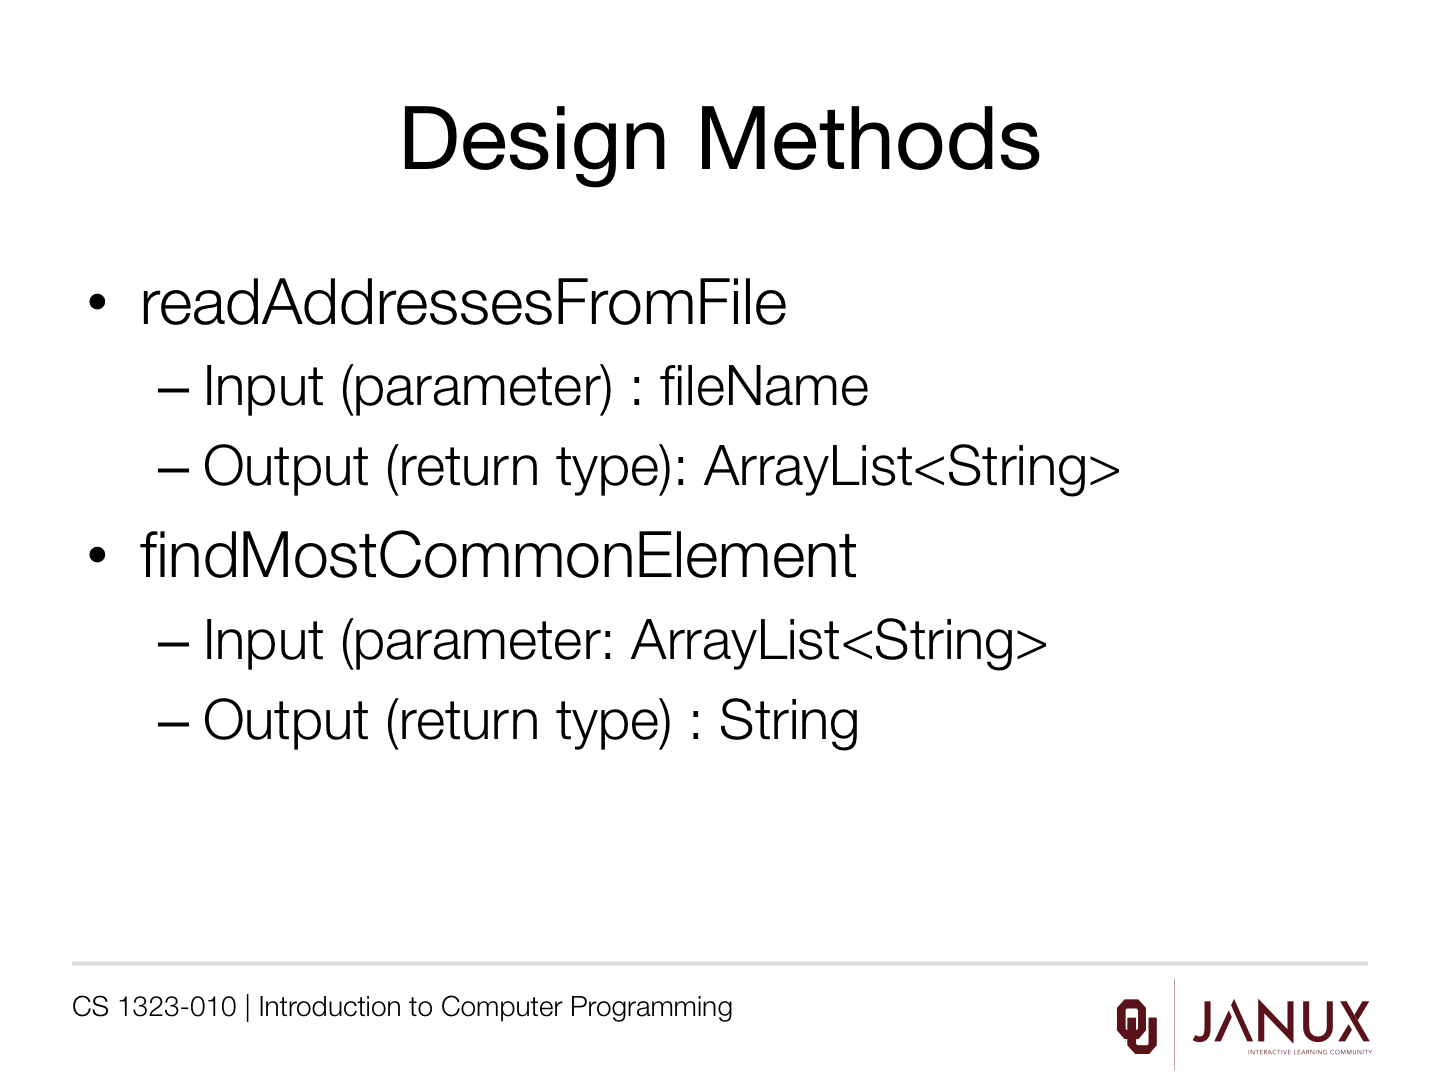 Design Methods
• readAddressesFromFile
– Input (parameter) : fileName
– Output (return type): ArrayList<String>
• findMostCommonElement
– Input (parameter: ArrayList<String>
– Output (return type) : String
CS 1323-010 | Introduction to Computer Programming
OU
JANUX
INTERACTIVE LEARNING COMMUNITY